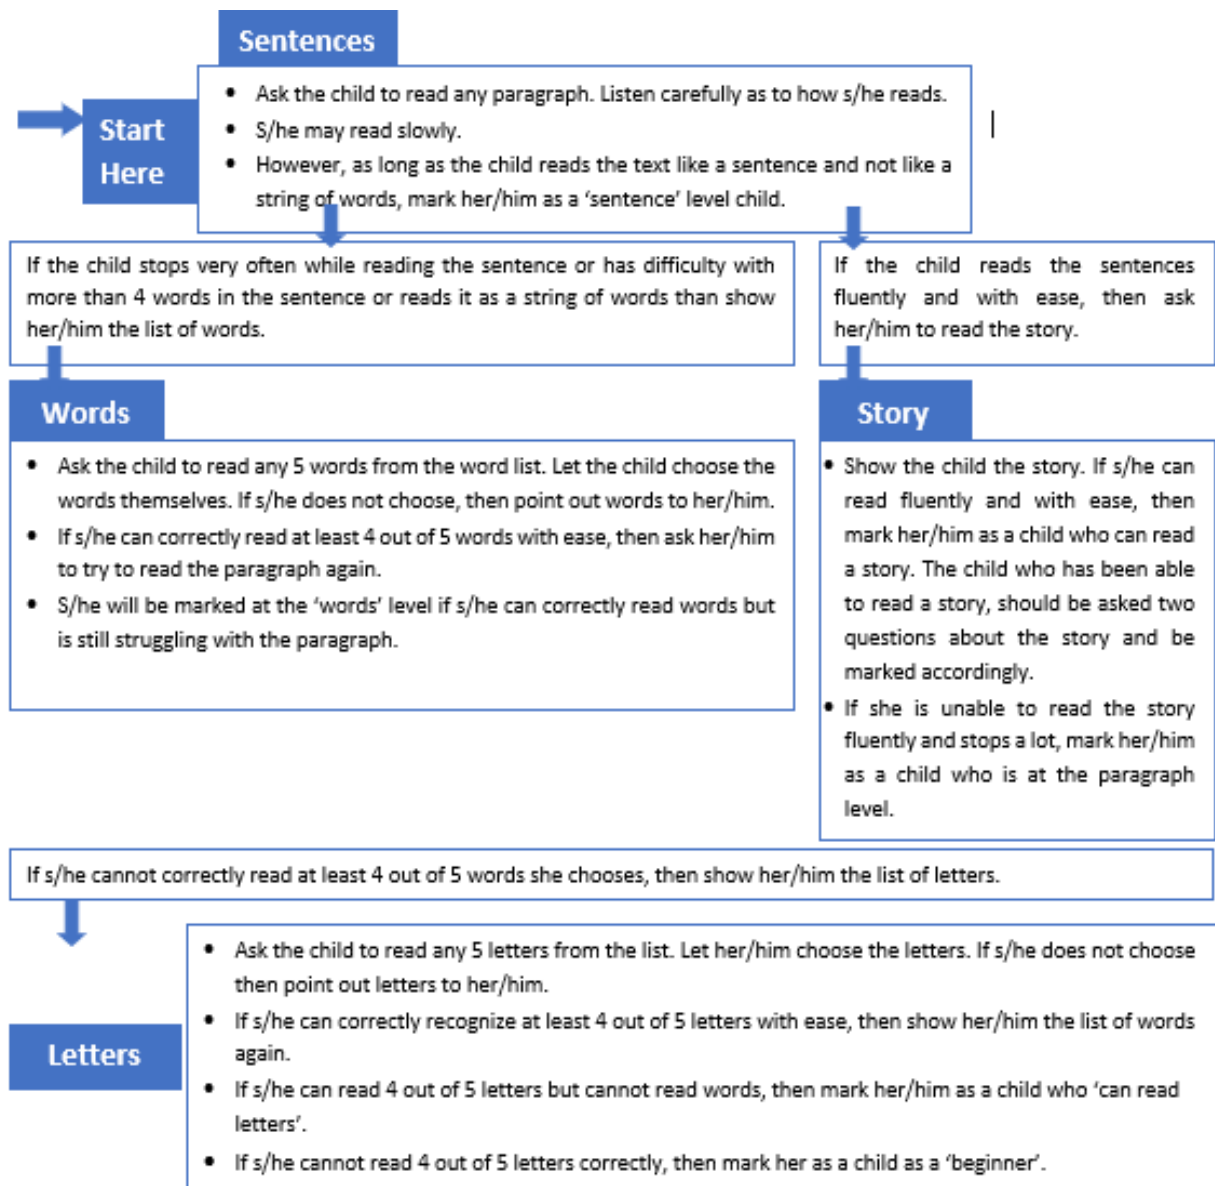 Sentences
Start
Here
• Ask the child to read any paragraph. Listen carefully as to how s/he reads.
• S/he may read slowly.
• However, as long as the child reads the text like a sentence and not like a
string of words, mark her/him as a ‘sentence’ level child.
If the child stops very often while reading the sentence or has difficulty with
more than 4 words in the sentence or reads it as a string of words than show
her/him the list of words.
If the child reads the sentences
fluently and with ease, then ask
her/him to read the story.
Words
• Ask the child to read any 5 words from the word list. Let the child choose the
words themselves. If s/he does not choose, then point out words to her/him.
• If s/he can correctly read at least 4 out of 5 words with ease, then ask her/him
to try to read the paragraph again.
• S/he will be marked at the ‘words’ level if s/he can correctly read words but
is still struggling with the paragraph.
Story
• Show the child the story. If s/he can
read fluently and with ease, then
mark her/him as a child who can read
a story. The child who has been able
to read a story, should be asked two
questions about the story and be
marked accordingly.
• If she is unable to read the story
fluently and stops a lot, mark her/him
as a child who is at the paragraph
level.
If s/he cannot correctly read at least 4 out of 5 words she chooses, then show her/him the list of letters.
Letters
• Ask the child to read any 5 letters from the list. Let her/him choose the letters. If s/he does not choose
then point out letters to her/him.
• If s/he can correctly recognize at least 4 out of 5 letters with ease, then show her/him the list of words
again.
• If s/he can read 4 out of 5 letters but cannot read words, then mark her/him as a child who ‘can read
letters’.
• If s/he cannot read 4 out of 5 letters correctly, then mark her as a child as a ‘beginner’.